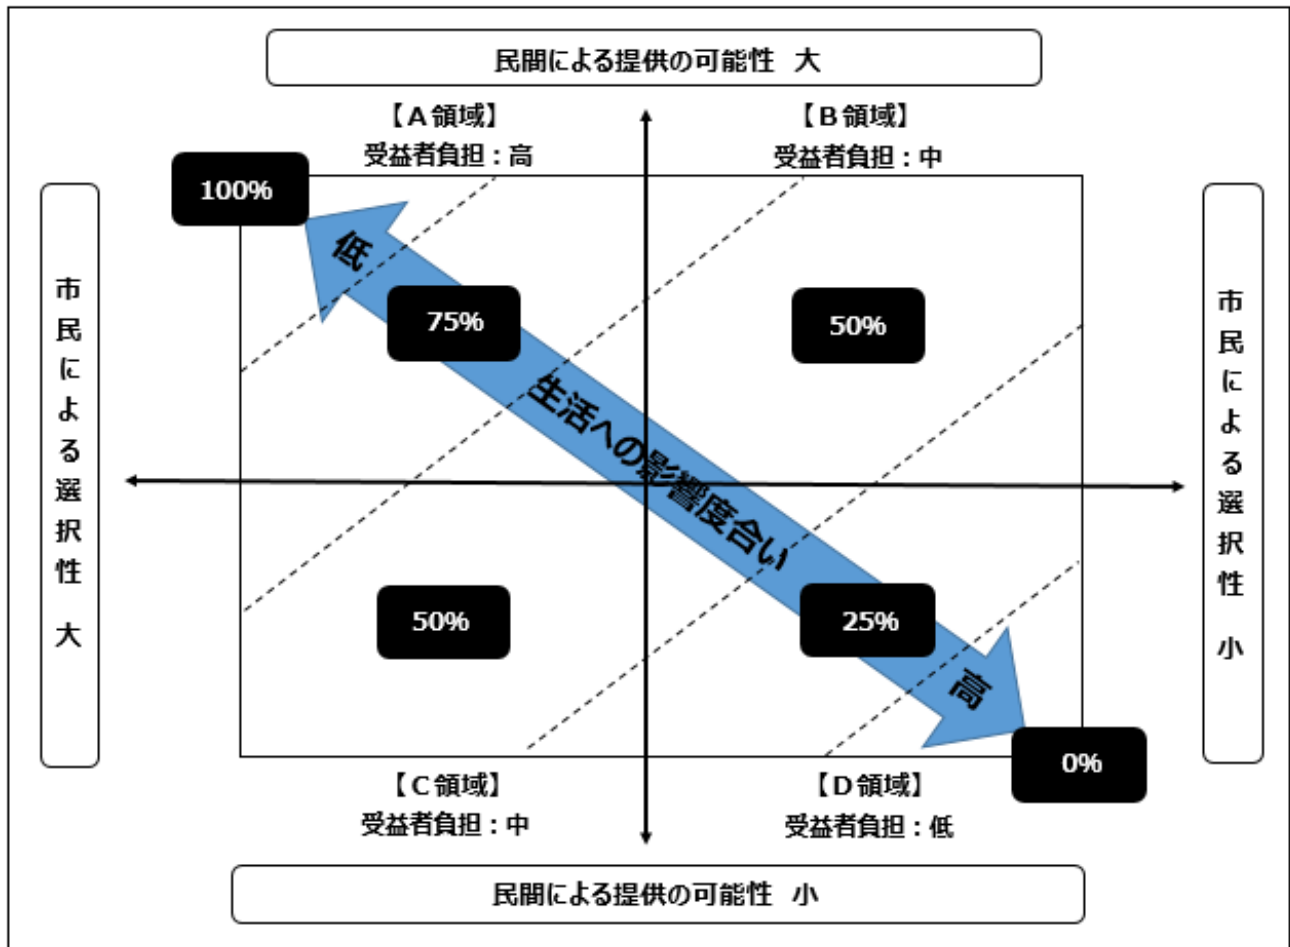 民間による提供の可能性 大
【A領域】
受益者負担：高
【B領域】
受益者負担：中
100%
低
75%
50%
市民による選択性 大
生活への影響度合い
市民による選択性 小
50%
25%
高
0%
【C領域】
受益者負担：中
【D領域】
受益者負担：低
民間による提供の可能性 小